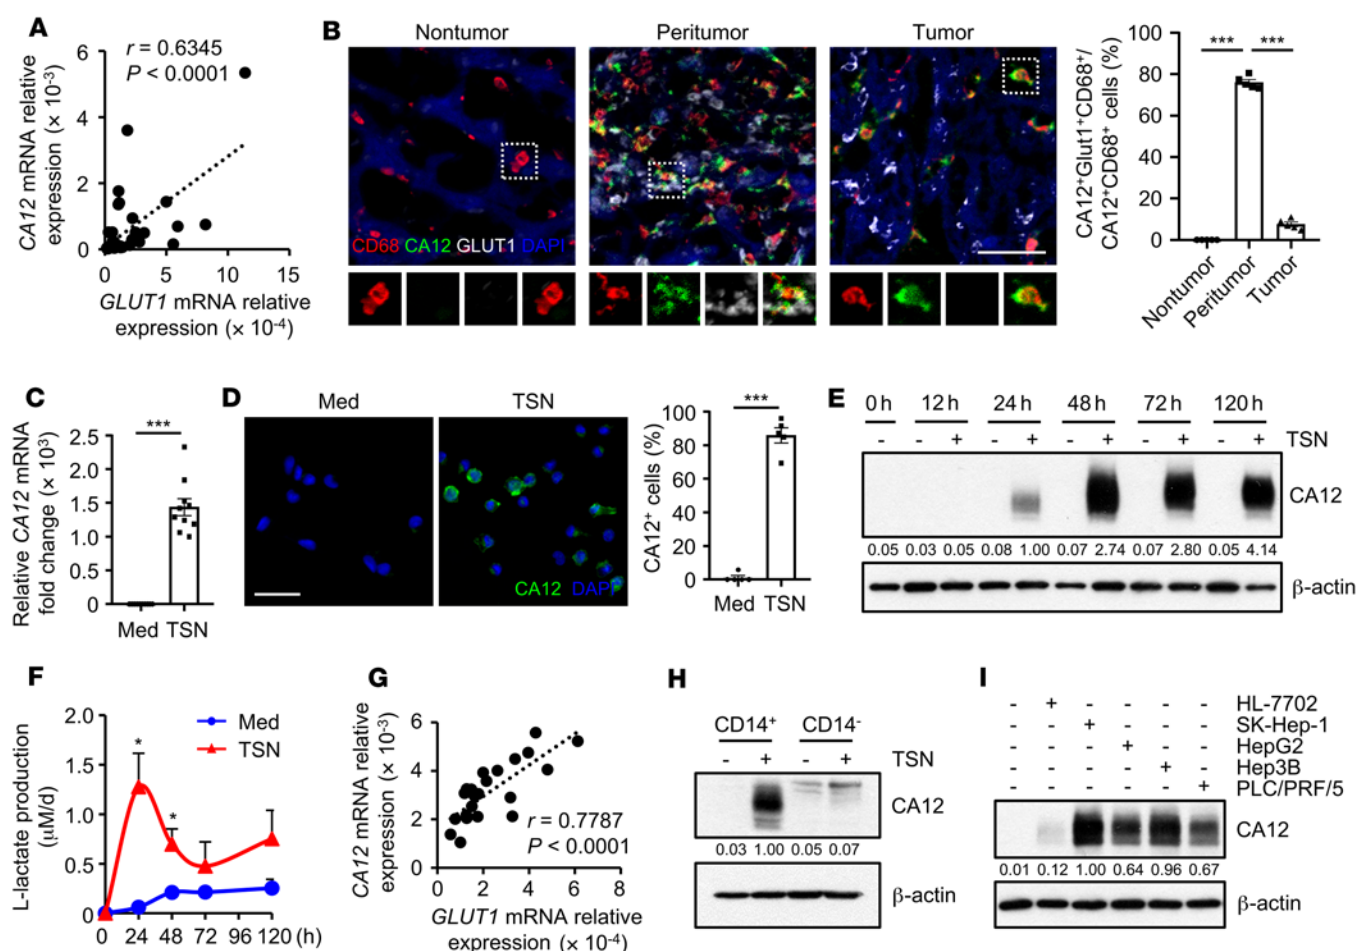 A
r = 0.6345
P < 0.0001
CA12 mRNA relative
expression (× 10⁻³)
6
4
2
0
0 5 10 15
GLUT1 mRNA relative
expression (× 10⁻⁴)
B
Nontumor Peritumor Tumor
CD68 CA12 GLUT1 DAPI
CA12⁺Glut1⁺CD68⁺/
CA12⁺CD68⁺ cells (%)
100
80
60
40
20
0
*** ***
Nontumor
Peritumor
Tumor
C
Relative CA12 mRNA
fold change (× 10³)
2.5
2.0
1.5
1.0
0.5
0
***
Med TSN
D
Med TSN
CA12 DAPI
CA12⁺ cells (%)
100
80
60
40
20
0
***
Med TSN
E
0 h 12 h 24 h 48 h 72 h 120 h
- - + - + - + - + - + TSN
CA12
0.05 0.03 0.05 0.08 1.00 0.07 2.74 0.07 2.80 0.05 4.14
β-actin
F
L-lactate production
(μM/d)
2.0
1.5
1.0
0.5
0
Med
TSN
*
*
0 24 48 72 96 120 (h)
G
CA12 mRNA relative
expression (× 10⁻³)
6
4
2
0
r = 0.7787
P < 0.0001
0 2 4 6 8
GLUT1 mRNA relative
expression (× 10⁻⁴)
H
CD14⁺ CD14⁻
- + - + TSN
CA12
0.03 1.00 0.05 0.07
β-actin
I
- + - - - - HL-7702
- - + - - - SK-Hep-1
- - - + - - HepG2
- - - - + - Hep3B
- - - - - + PLC/PRF/5
CA12
0.01 0.12 1.00 0.64 0.96 0.67
β-actin